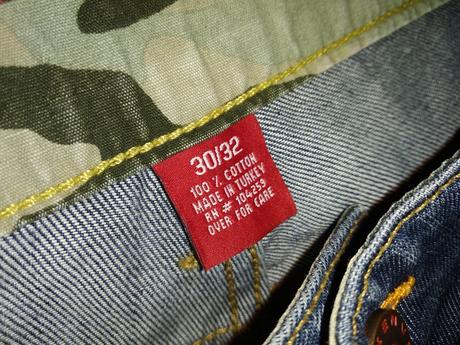 30/32
100 % COTTON
MADE IN TURKEY
RN # 104259
OVER FOR CARE